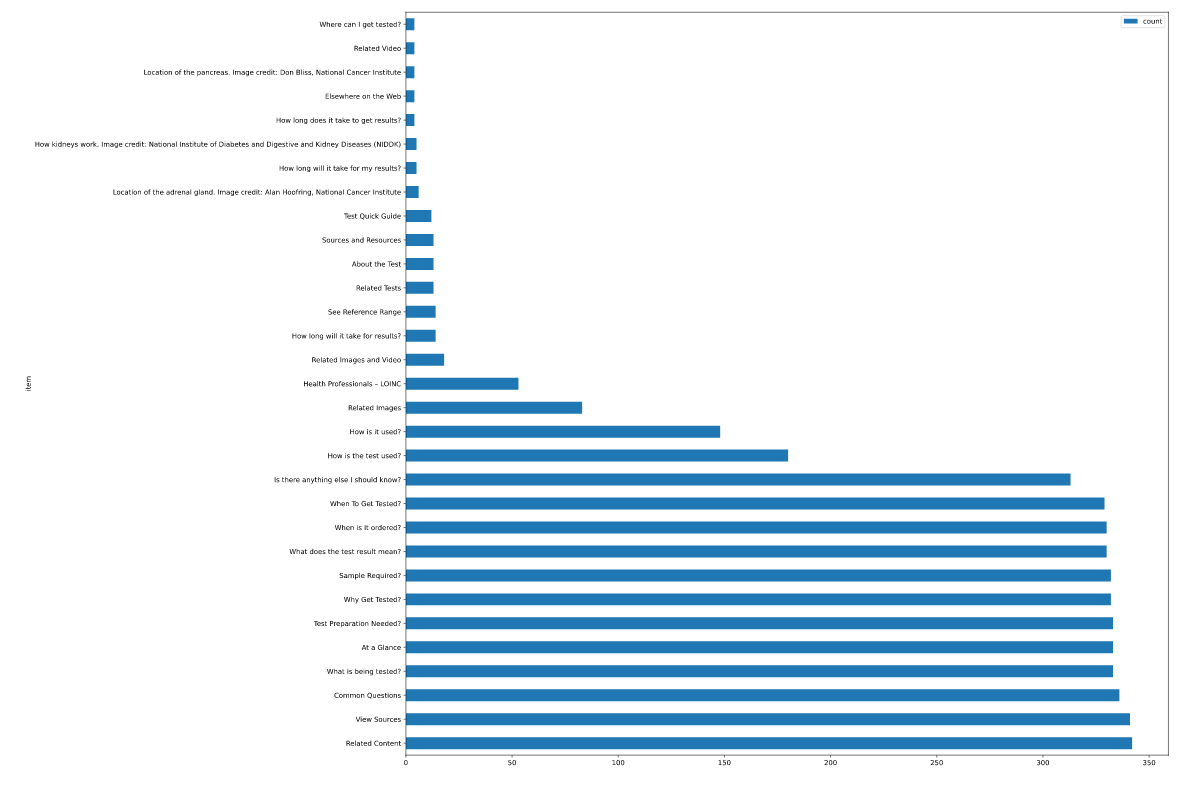 count
Where can I get tested?
Related Video
Location of the pancreas. Image credit: Don Bliss, National Cancer Institute
Elsewhere on the Web
How long does it take to get results?
How kidneys work. Image credit: National Institute of Diabetes and Digestive and Kidney Diseases (NIDDK)
How long will it take for my results?
Location of the adrenal gland. Image credit: Alan Hoofring, National Cancer Institute
Test Quick Guide
Sources and Resources
About the Test
Related Tests
See Reference Range
How long will it take for results?
Related Images and Video
item
Health Professionals – LOINC
Related Images
How is it used?
How is the test used?
Is there anything else I should know?
When To Get Tested?
When is it ordered?
What does the test result mean?
Sample Required?
Why Get Tested?
Test Preparation Needed?
At a Glance
What is being tested?
Common Questions
View Sources
Related Content
0 50 100 150 200 250 300 350